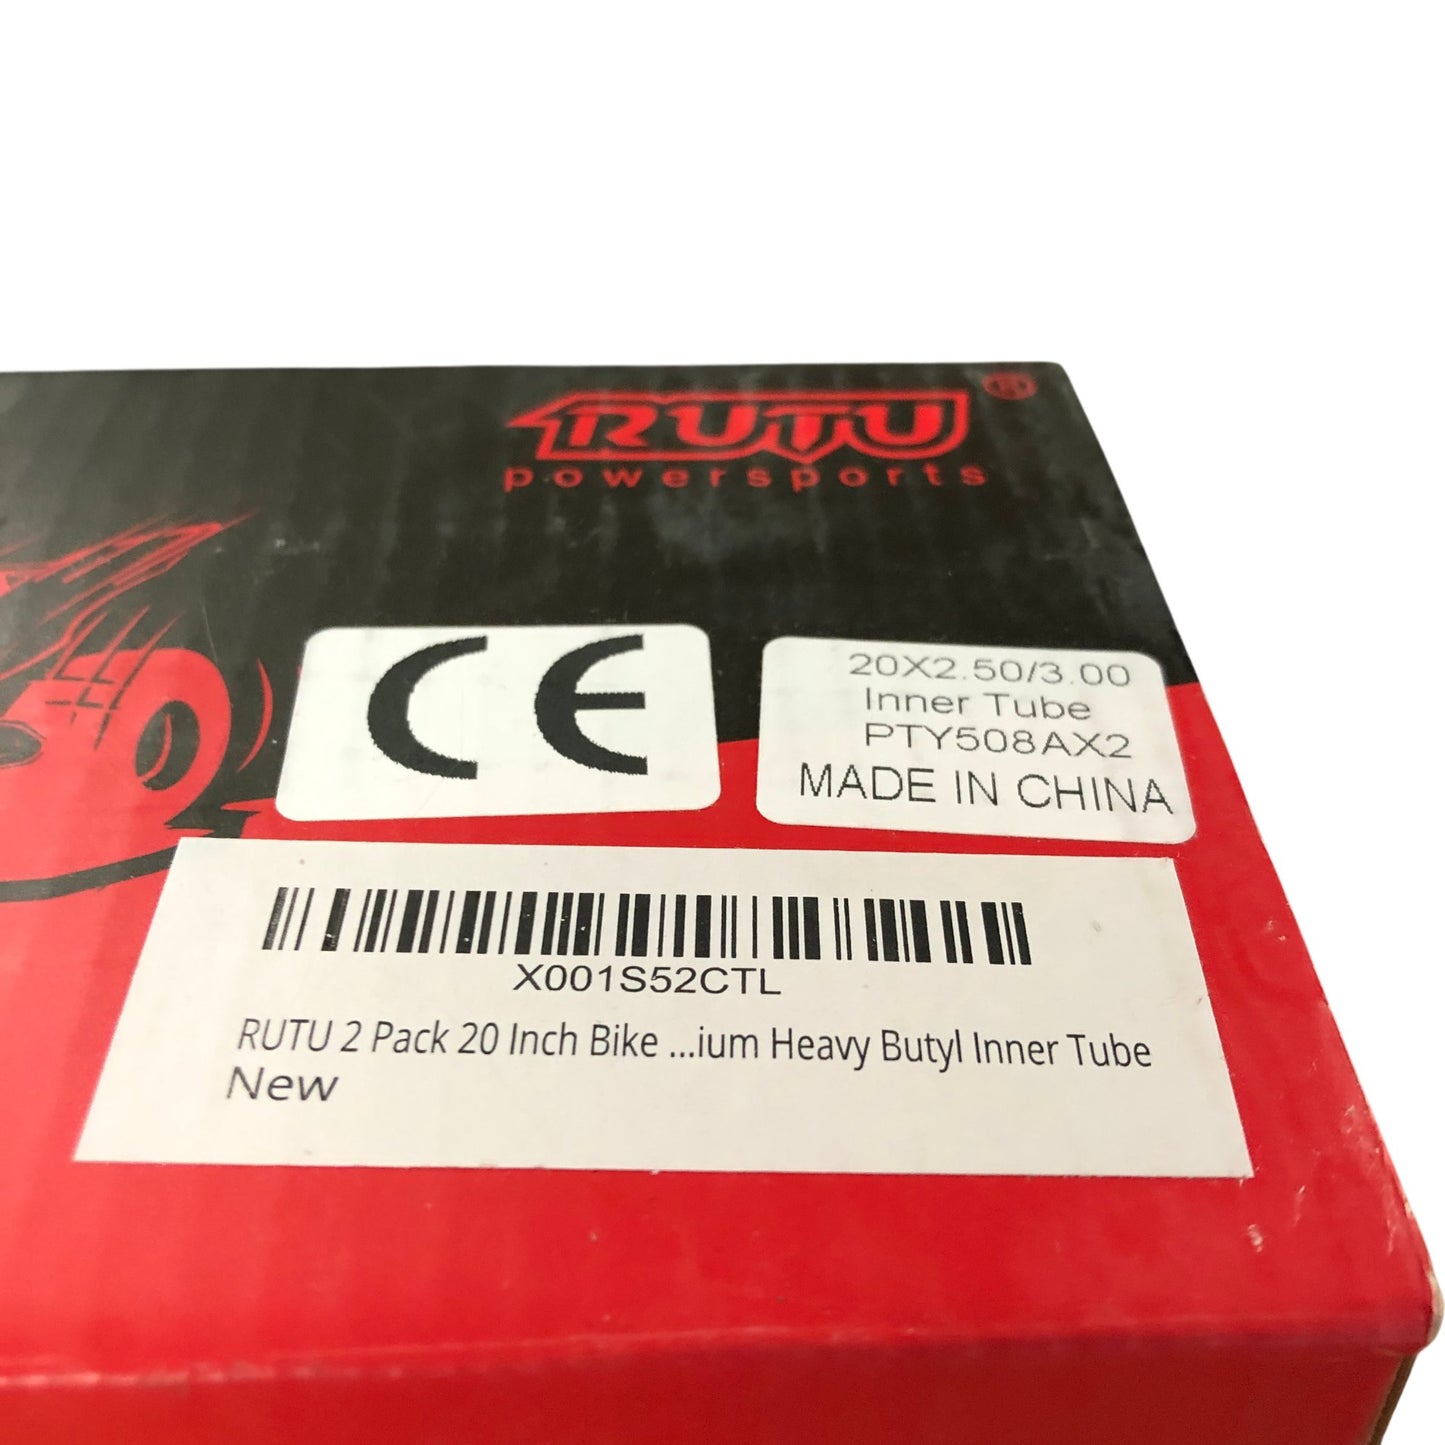 RUTU®
powersports
CE
20X2.50/3.00
Inner Tube
PTY508AX2
MADE IN CHINA
X001S52CTL
RUTU 2 Pack 20 Inch Bike ...ium Heavy Butyl Inner Tube
New